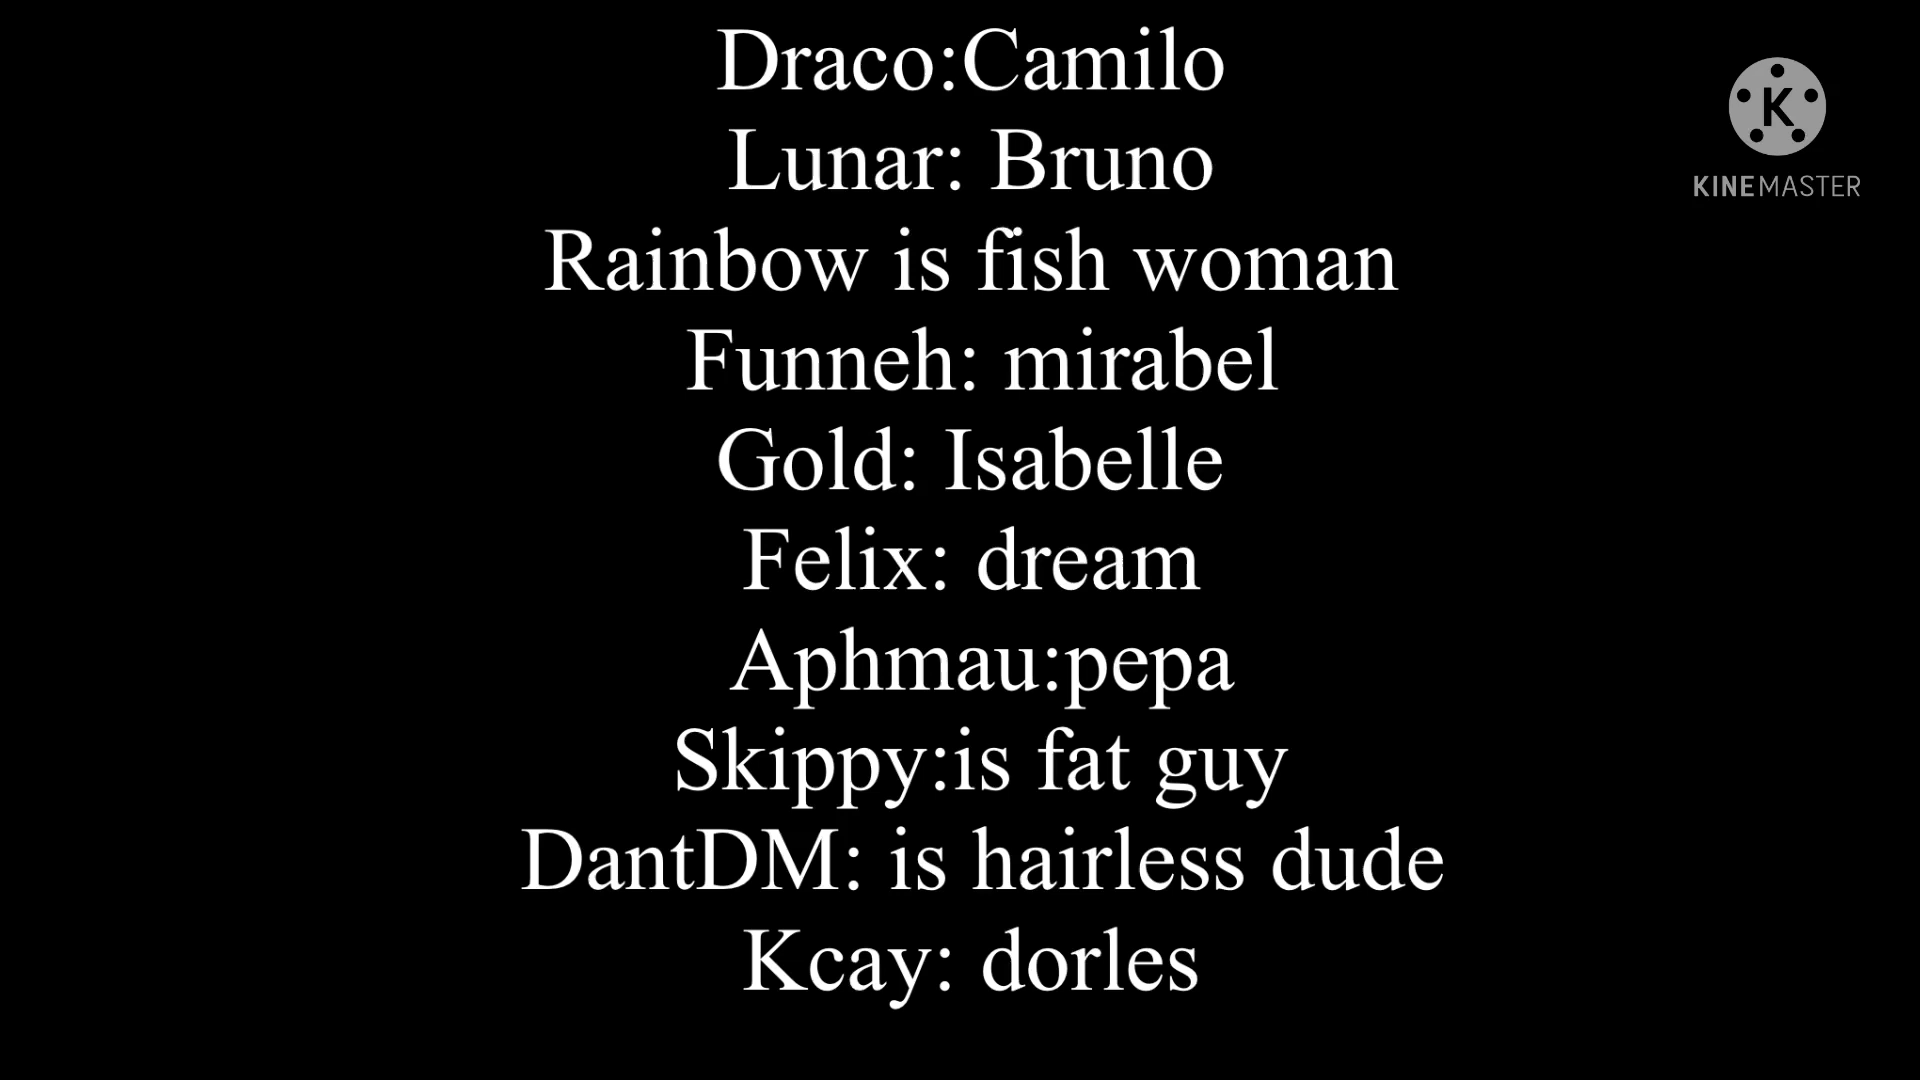 Draco:Camilo
Lunar: Bruno
Rainbow is fish woman
Funneh: mirabel
Gold: Isabelle
Felix: dream
Aphmau:pepa
Skippy:is fat guy
DantDM: is hairless dude
Kcay: dorles
K
KINEMASTER